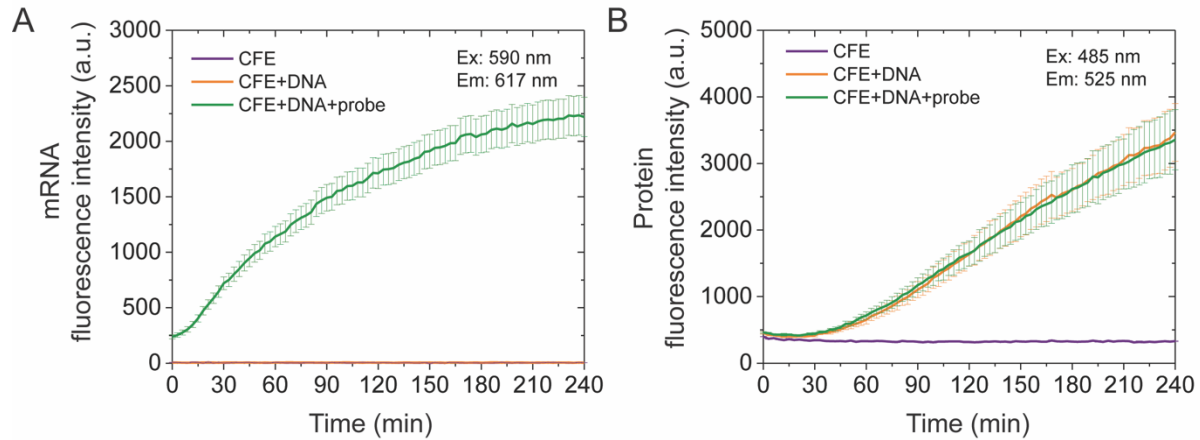 A
mRNA
fluorescence intensity (a.u.)
3000
2500
2000
1500
1000
500
0
CFE
CFE+DNA
CFE+DNA+probe
Ex: 590 nm
Em: 617 nm
0 30 60 90 120 150 180 210 240
Time (min)
B
Protein
fluorescence intensity (a.u.)
5000
4000
3000
2000
1000
0
CFE
CFE+DNA
CFE+DNA+probe
Ex: 485 nm
Em: 525 nm
0 30 60 90 120 150 180 210 240
Time (min)